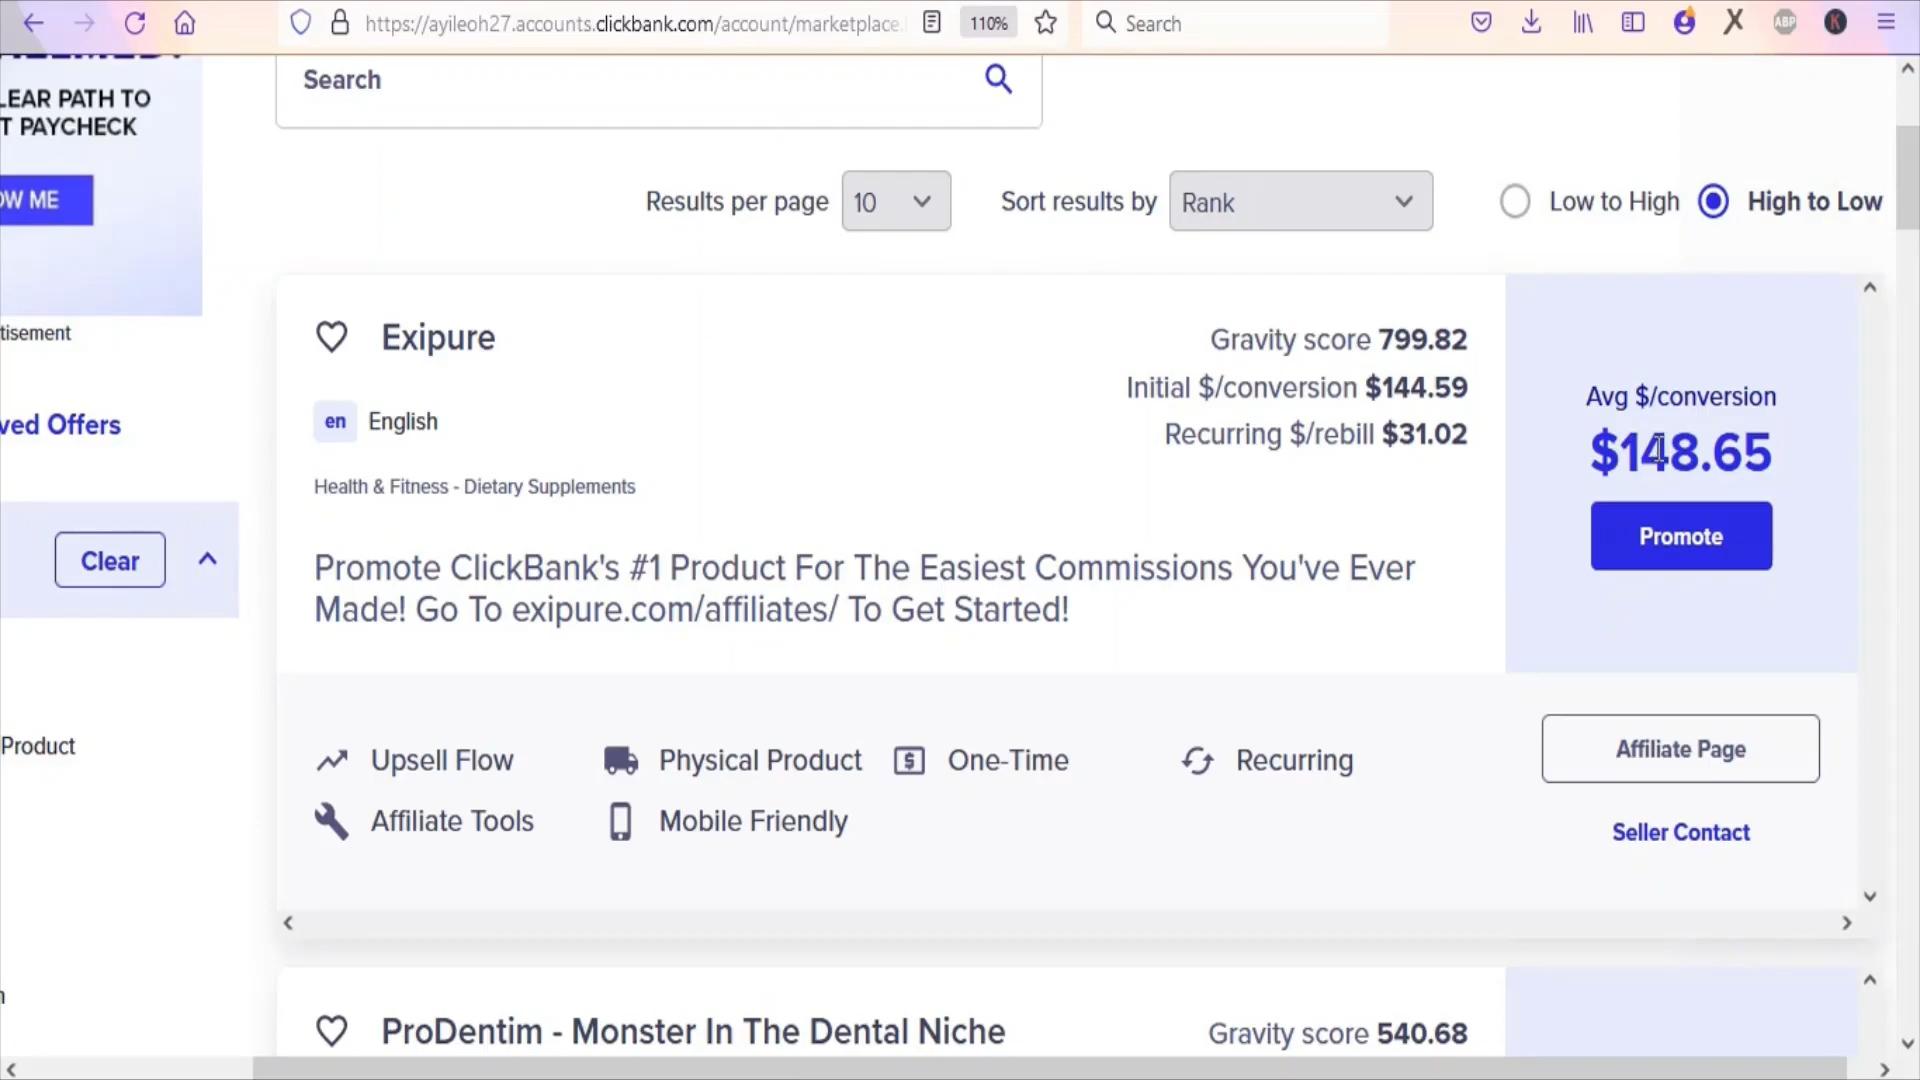 https://ayileoh27.accounts.clickbank.com/account/marketplace.
110%
Search
ABP
K
LEAR PATH TO
T PAYCHECK
OW ME
tisement
ved Offers
Clear
Product
Search
Results per page
10
Sort results by
Rank
Low to High
High to Low
Exipure
Gravity score 799.82
Initial $/conversion $144.59
Recurring $/rebill $31.02
en English
Health & Fitness - Dietary Supplements
Promote ClickBank's #1 Product For The Easiest Commissions You've Ever
Made! Go To exipure.com/affiliates/ To Get Started!
Avg $/conversion
$148.65
Promote
Upsell Flow
Physical Product
One-Time
Recurring
Affiliate Tools
Mobile Friendly
Affiliate Page
Seller Contact
ProDentim - Monster In The Dental Niche
Gravity score 540.68